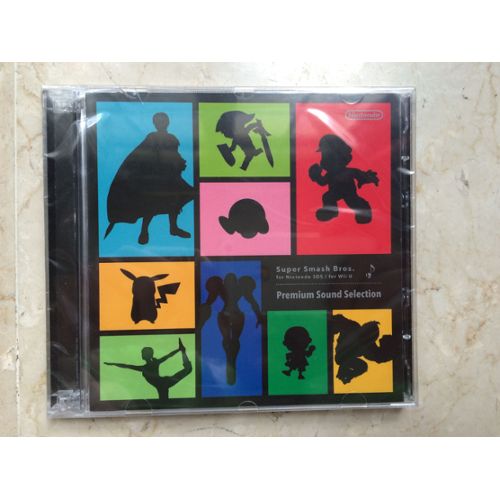 Nintendo
Super Smash Bros.
for Nintendo 3DS / for Wii U
Premium Sound Selection